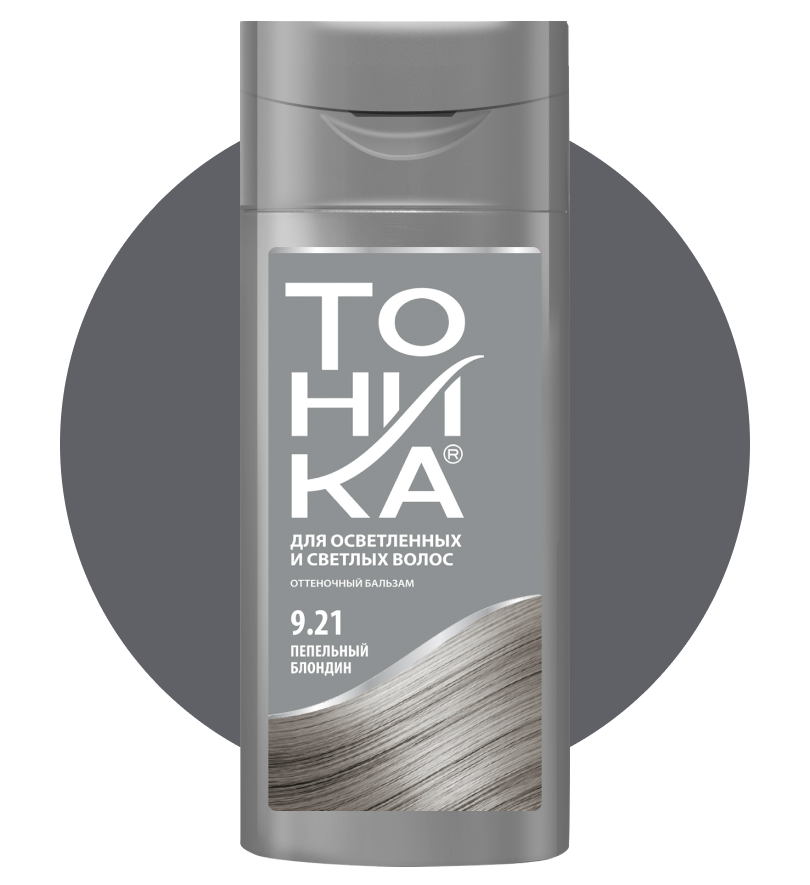 ТО
НИ
КА®
ДЛЯ ОСВЕТЛЕННЫХ
И СВЕТЛЫХ ВОЛОС
ОТТЕНОЧНЫЙ БАЛЬЗАМ
9.21
ПЕПЕЛЬНЫЙ
БЛОНДИН